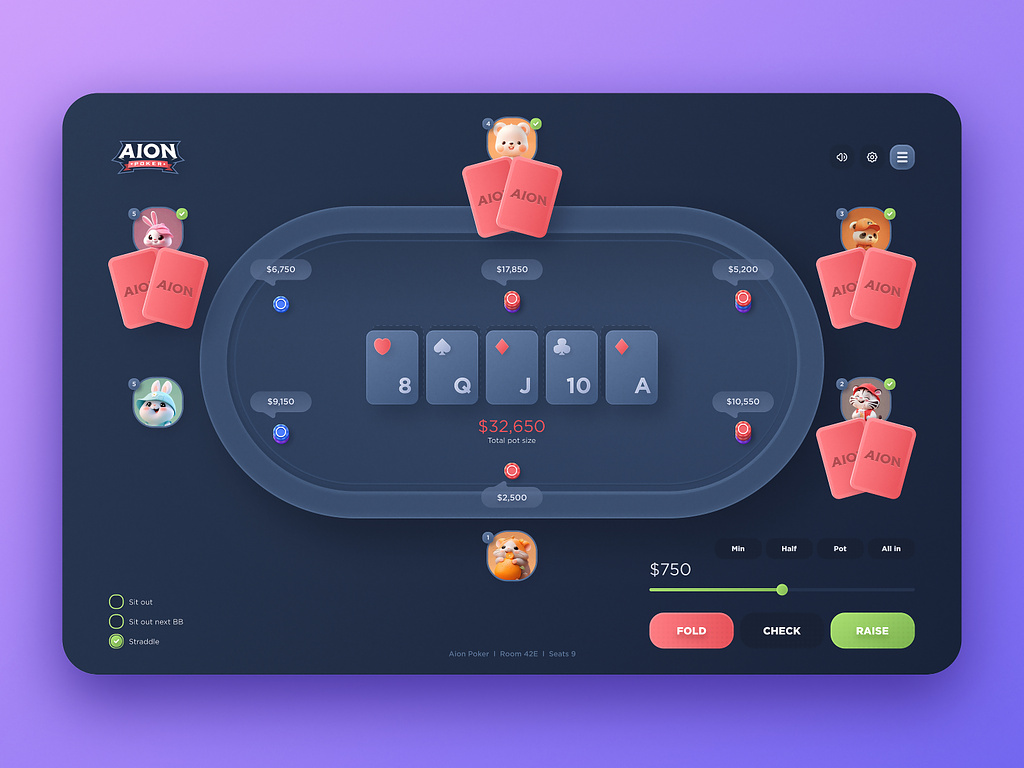 AION
POKER
4
AION
AION
5
AION
AION
3
AION
AION
$6,750
$17,850
$5,200
8
Q
J
10
A
5
$9,150
$10,550
2
AION
AION
$32,650
Total pot size
$2,500
1
Min
Half
Pot
All in
$750
Sit out
Sit out next BB
Straddle
FOLD
CHECK
RAISE
Aion Poker | Room 42E | Seats 9